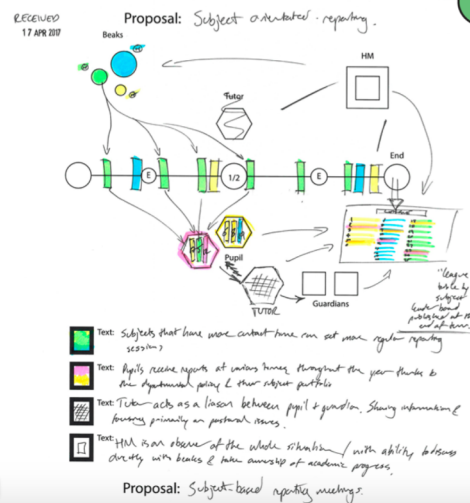 RECEIVED
17 APR 2017
Proposal: Subject orientated reporting.
Beaks
HM
Tutor
E
1/2
E
End
Pupil
TUTOR
Guardians
"league
table by
subject
leader board
published at
end of term.
Text: Subjects that have more contact time can set more regular reporting
sessions
Text: Pupils receive reports at various times throughout the year thanks to
the departmental policy & their subject portfolio
Text: Tutor acts as a liason between pupil & guardian. Sharing information &
focusing primarily on pastoral issues.
Text: HM is an observer of the whole situation / with ability to discuss
directly with beaks & take ownership of academic progress.
Proposal: Subject based reporting meetings.